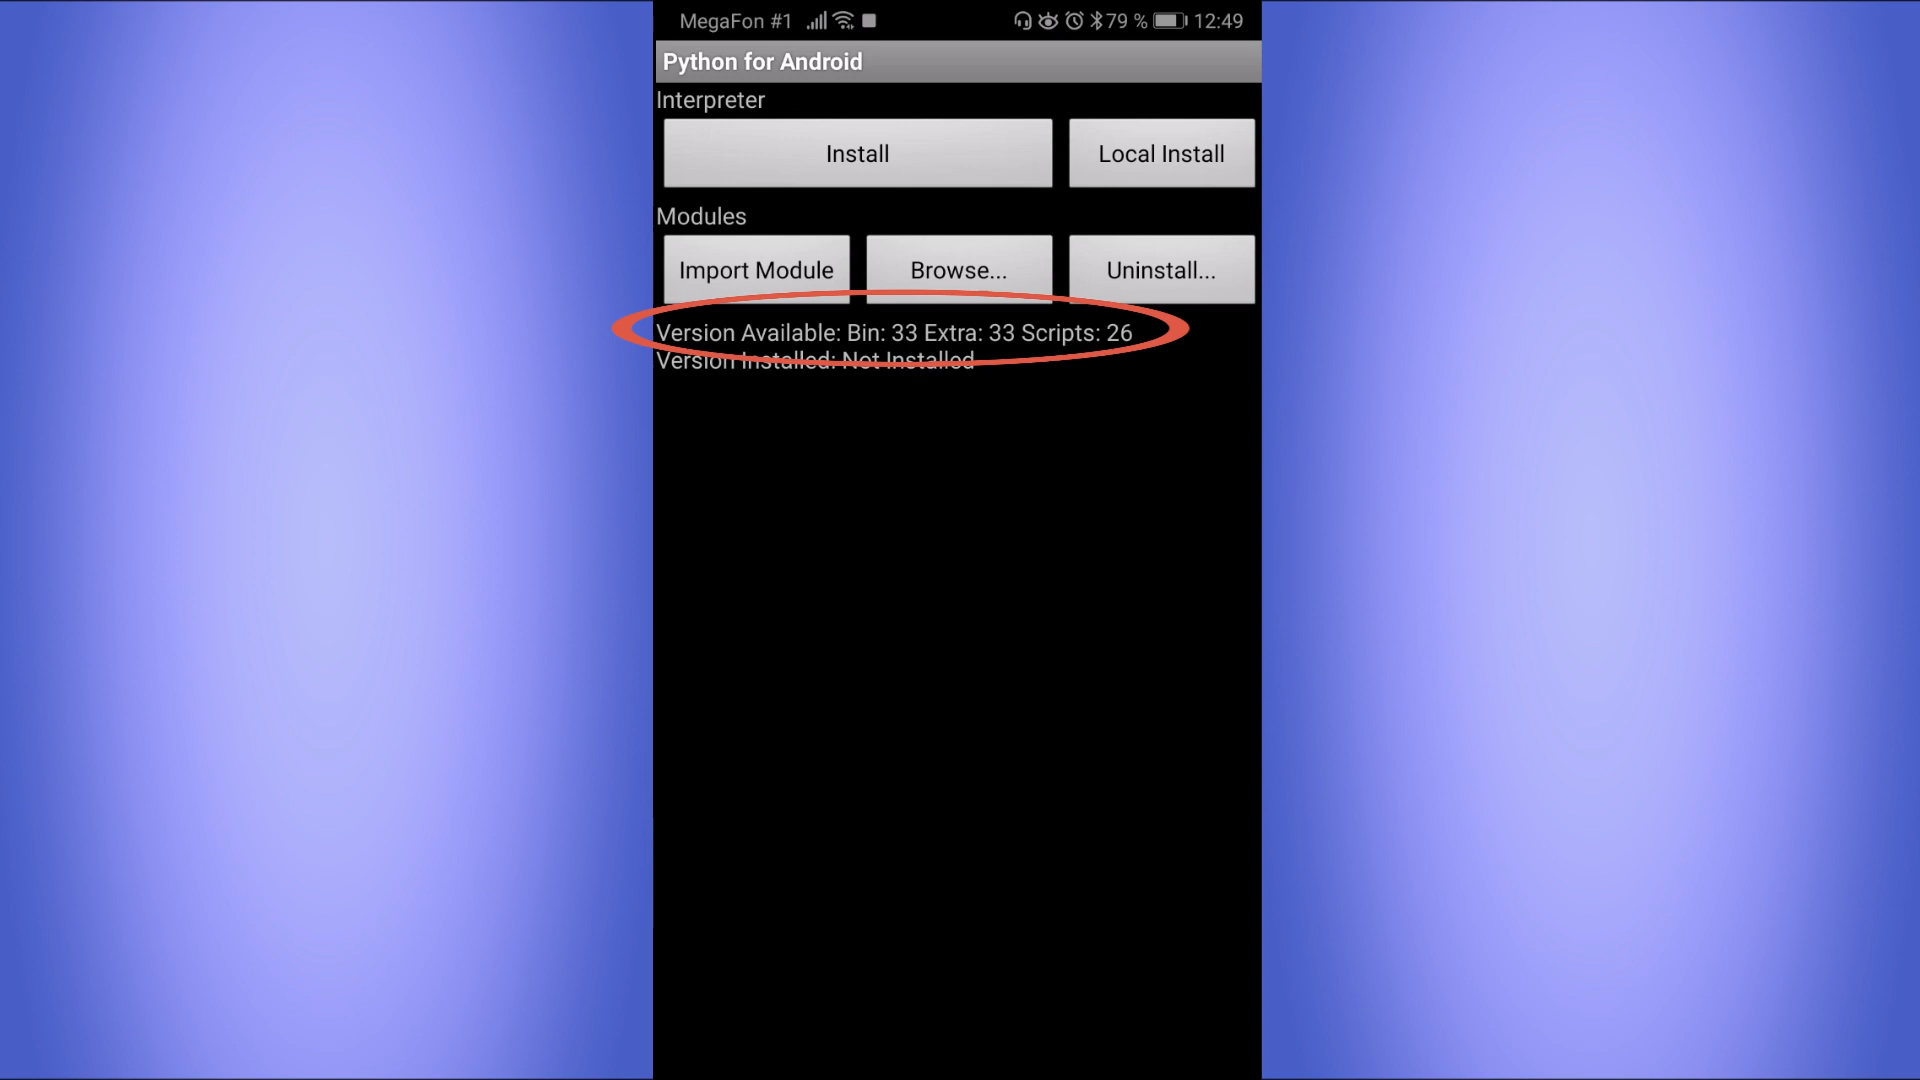 MegaFon #1 79 % 12:49
Python for Android
Interpreter
Install Local Install
Modules
Import Module Browse... Uninstall...
Version Available: Bin: 33 Extra: 33 Scripts: 26
Version Installed: Not Installed